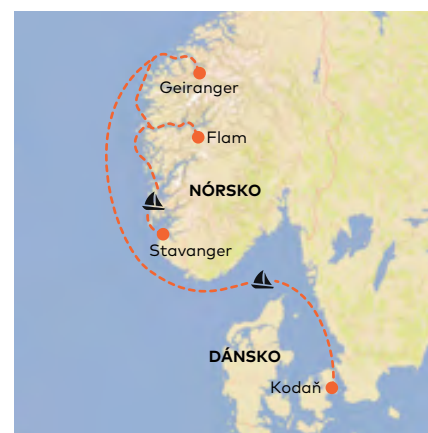 Geiranger
Flam
NÓRSKO
Stavanger
DÁNSKO
Kodaň